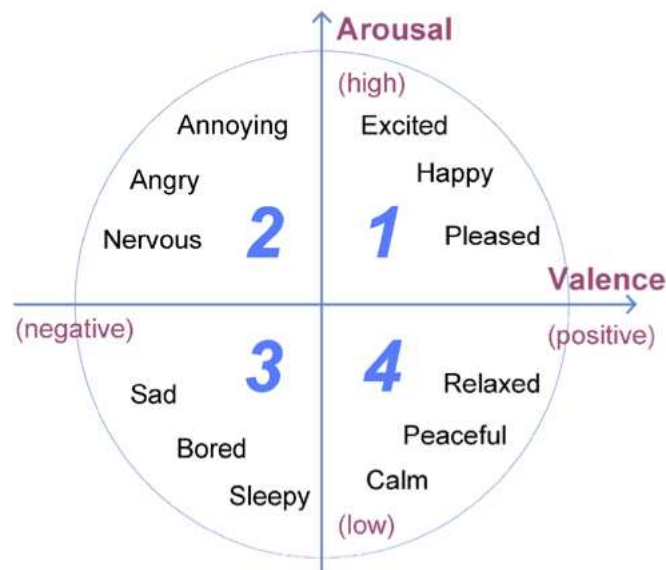 Arousal
(high)
Annoying
Excited
Angry
Happy
Nervous
2
1
Pleased
Valence
(negative)
(positive)
3
4
Sad
Relaxed
Bored
Peaceful
Sleepy
Calm
(low)